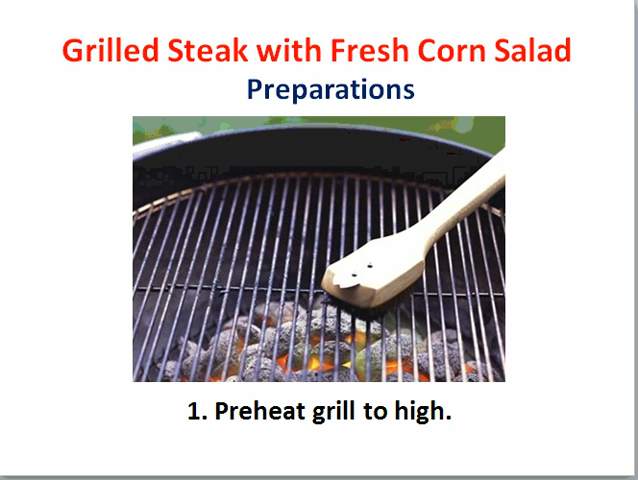 Grilled Steak with Fresh Corn Salad
Preparations
1. Preheat grill to high.